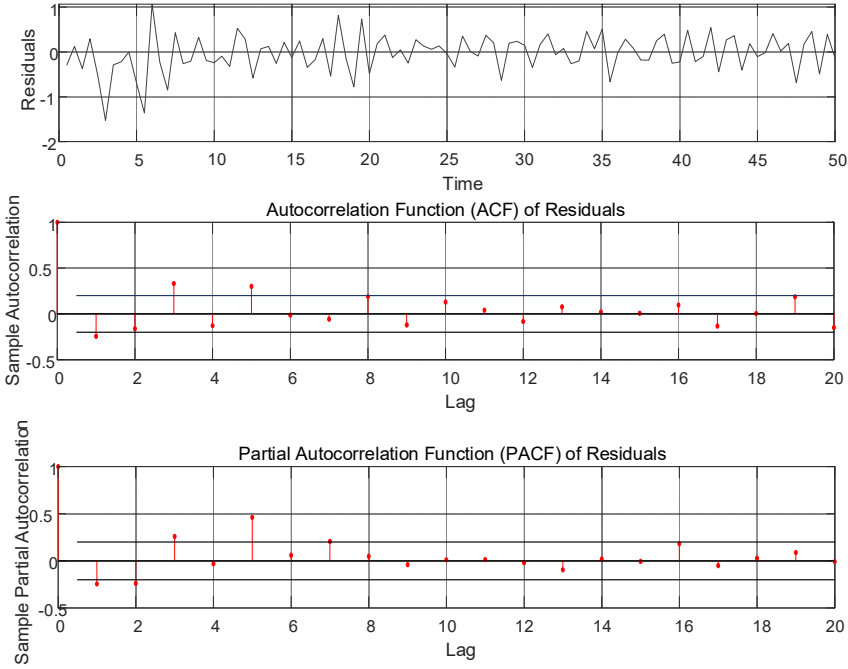 1
0
-1
-2
Residuals
0 5 10 15 20 25 30 35 40 45 50
Time
Autocorrelation Function (ACF) of Residuals
1
0.5
0
-0.5
Sample Autocorrelation
0 2 4 6 8 10 12 14 16 18 20
Lag
Partial Autocorrelation Function (PACF) of Residuals
1
0.5
0
-0.5
Sample Partial Autocorrelation
0 2 4 6 8 10 12 14 16 18 20
Lag